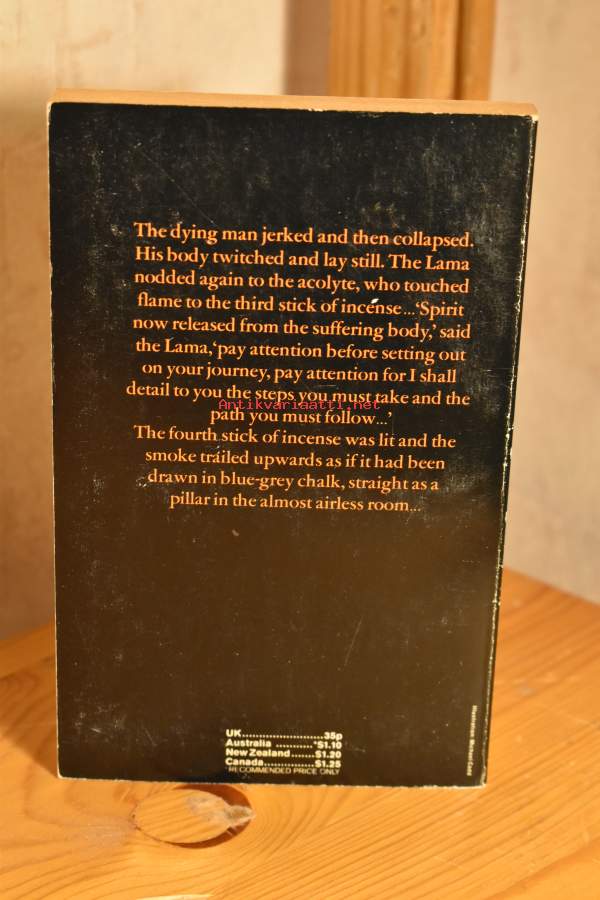 The dying man jerked and then collapsed.
His body twitched and lay still. The Lama
nodded again to the acolyte, who touched
flame to the third stick of incense...‘Spirit
now released from the suffering body,’ said
the Lama,‘pay attention before setting out
on your journey, pay attention for I shall
detail to you the steps you must take and the
Antikvariaatti.net
path you must follow...’
The fourth stick of incense was lit and the
smoke trailed upwards as if it had been
drawn in blue-grey chalk, straight as a
pillar in the almost airless room...
UK......................35p
Australia ...........*$1.10
New Zealand......$1.20
Canada...............$1.25
*RECOMMENDED PRICE ONLY